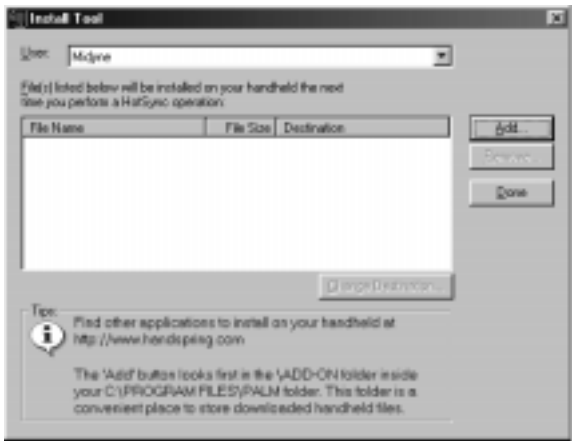 Install Tool
User: Midyne
File(s) listed below will be installed on your handheld the next
time you perform a HotSync operation:
File Name File Size Destination
Add...
Remove...
Done
Change Destination...
Tips:
Find other applications to install on your handheld at
http://www.handspring.com
The 'Add' button looks first in the \ADD-ON folder inside
your C:\PROGRAM FILES\PALM folder. This folder is a
convenient place to store downloaded handheld files.